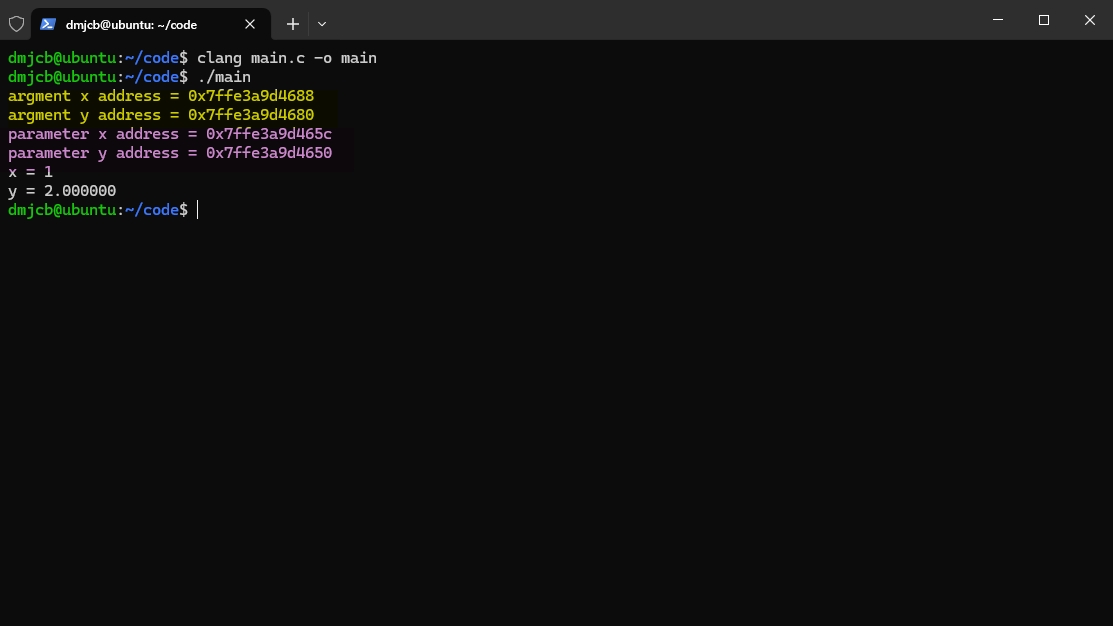 dmjcb@ubuntu: ~/code
dmjcb@ubuntu:~/code$ clang main.c -o main
dmjcb@ubuntu:~/code$ ./main
argment x address = 0x7ffe3a9d4688
argment y address = 0x7ffe3a9d4680
parameter x address = 0x7ffe3a9d465c
parameter y address = 0x7ffe3a9d4650
x = 1
y = 2.000000
dmjcb@ubuntu:~/code$